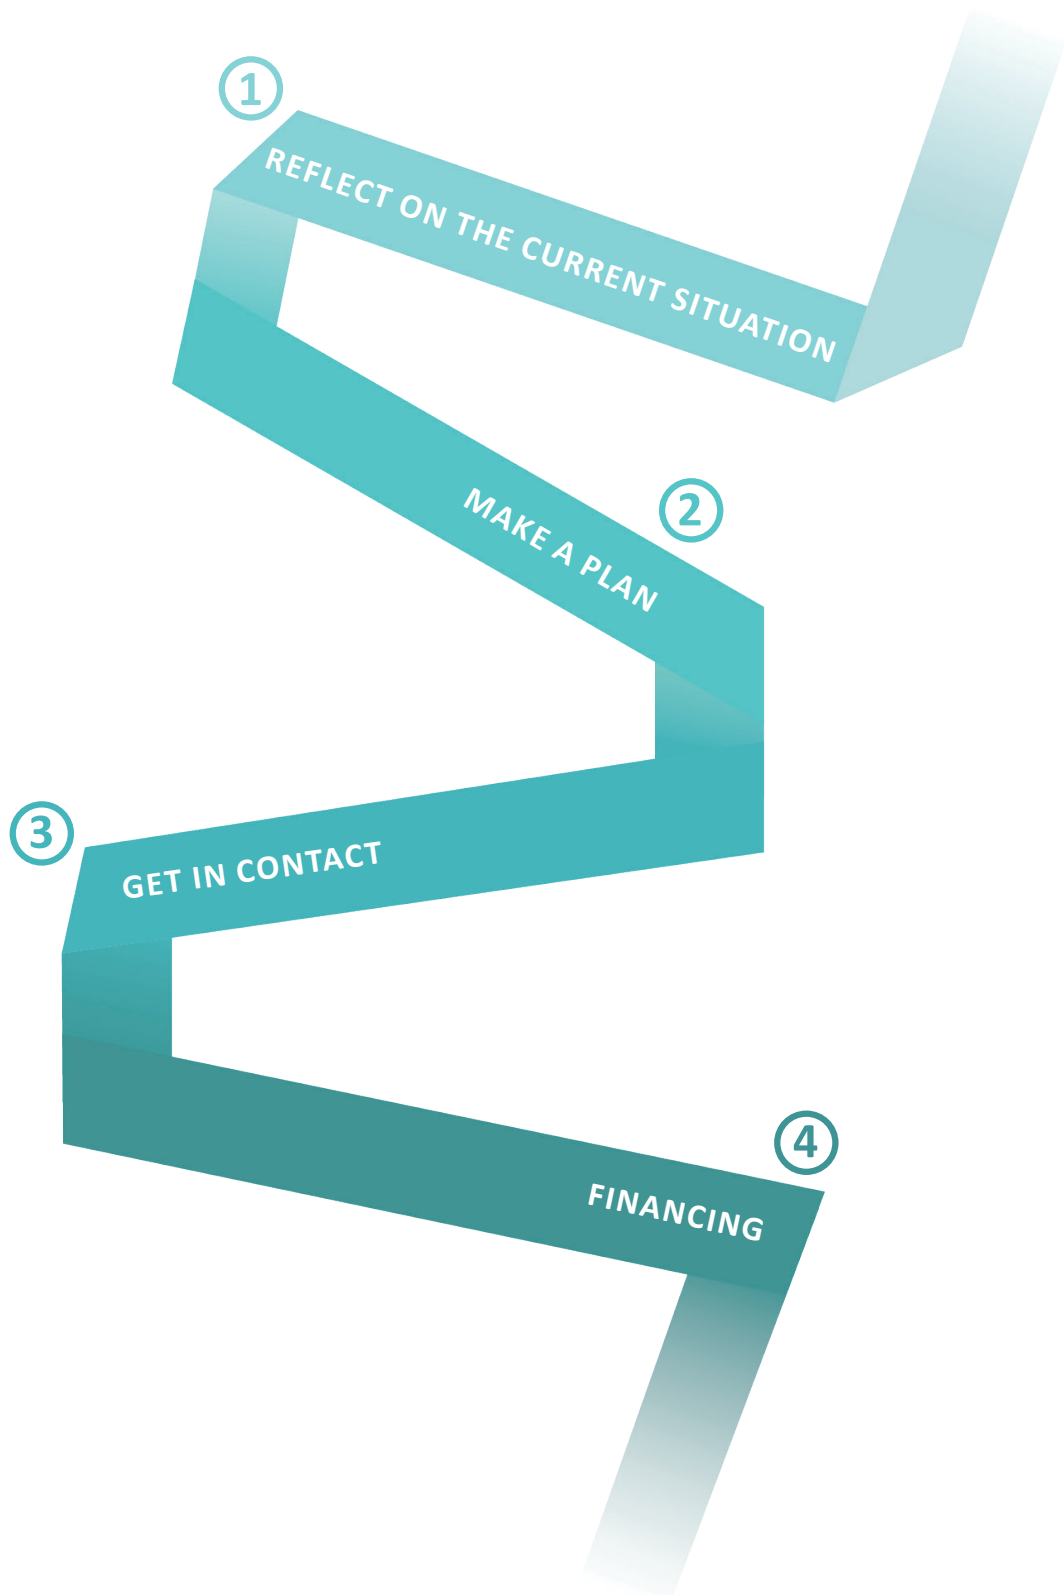 1
REFLECT ON THE CURRENT SITUATION
2
MAKE A PLAN
3
GET IN CONTACT
4
FINANCING